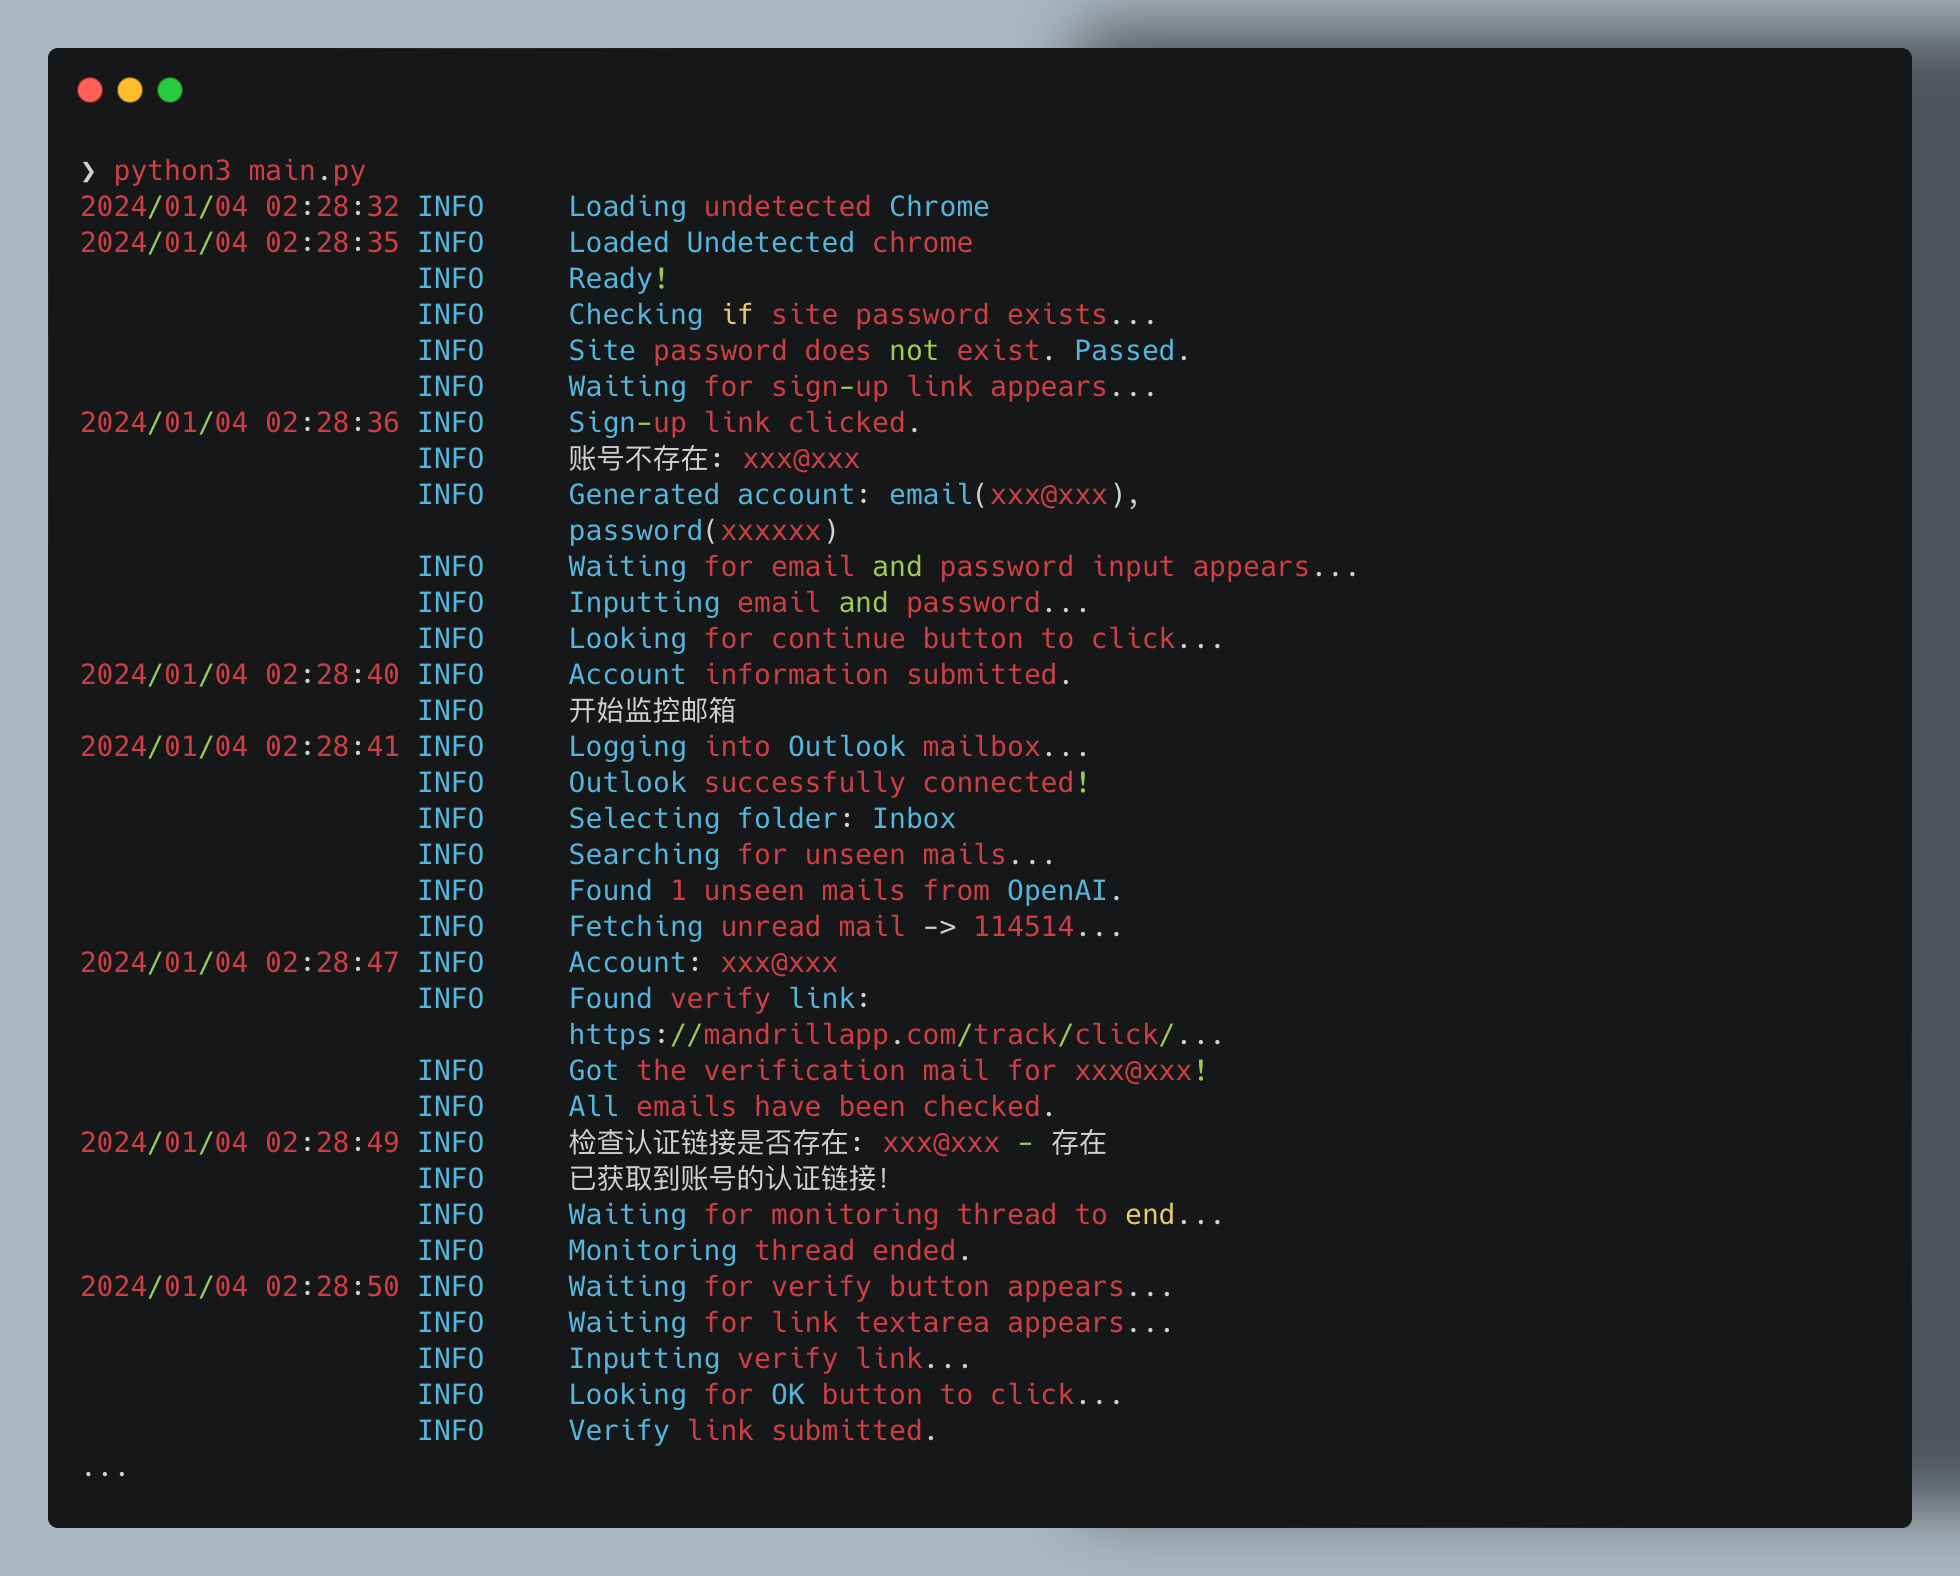 ❯ python3 main.py
2024/01/04 02:28:32 INFO     Loading undetected Chrome
2024/01/04 02:28:35 INFO     Loaded Undetected chrome
INFO     Ready!
INFO     Checking if site password exists...
INFO     Site password does not exist. Passed.
INFO     Waiting for sign-up link appears...
2024/01/04 02:28:36 INFO     Sign-up link clicked.
INFO     账号不存在: xxx@xxx
INFO     Generated account: email(xxx@xxx),
password(xxxxxx)
INFO     Waiting for email and password input appears...
INFO     Inputting email and password...
INFO     Looking for continue button to click...
2024/01/04 02:28:40 INFO     Account information submitted.
INFO     开始监控邮箱
2024/01/04 02:28:41 INFO     Logging into Outlook mailbox...
INFO     Outlook successfully connected!
INFO     Selecting folder: Inbox
INFO     Searching for unseen mails...
INFO     Found 1 unseen mails from OpenAI.
INFO     Fetching unread mail -> 114514...
2024/01/04 02:28:47 INFO     Account: xxx@xxx
INFO     Found verify link:
https://mandrillapp.com/track/click/...
INFO     Got the verification mail for xxx@xxx!
INFO     All emails have been checked.
2024/01/04 02:28:49 INFO     检查认证链接是否存在: xxx@xxx - 存在
INFO     已获取到账号的认证链接!
INFO     Waiting for monitoring thread to end...
INFO     Monitoring thread ended.
2024/01/04 02:28:50 INFO     Waiting for verify button appears...
INFO     Waiting for link textarea appears...
INFO     Inputting verify link...
INFO     Looking for OK button to click...
INFO     Verify link submitted.
...